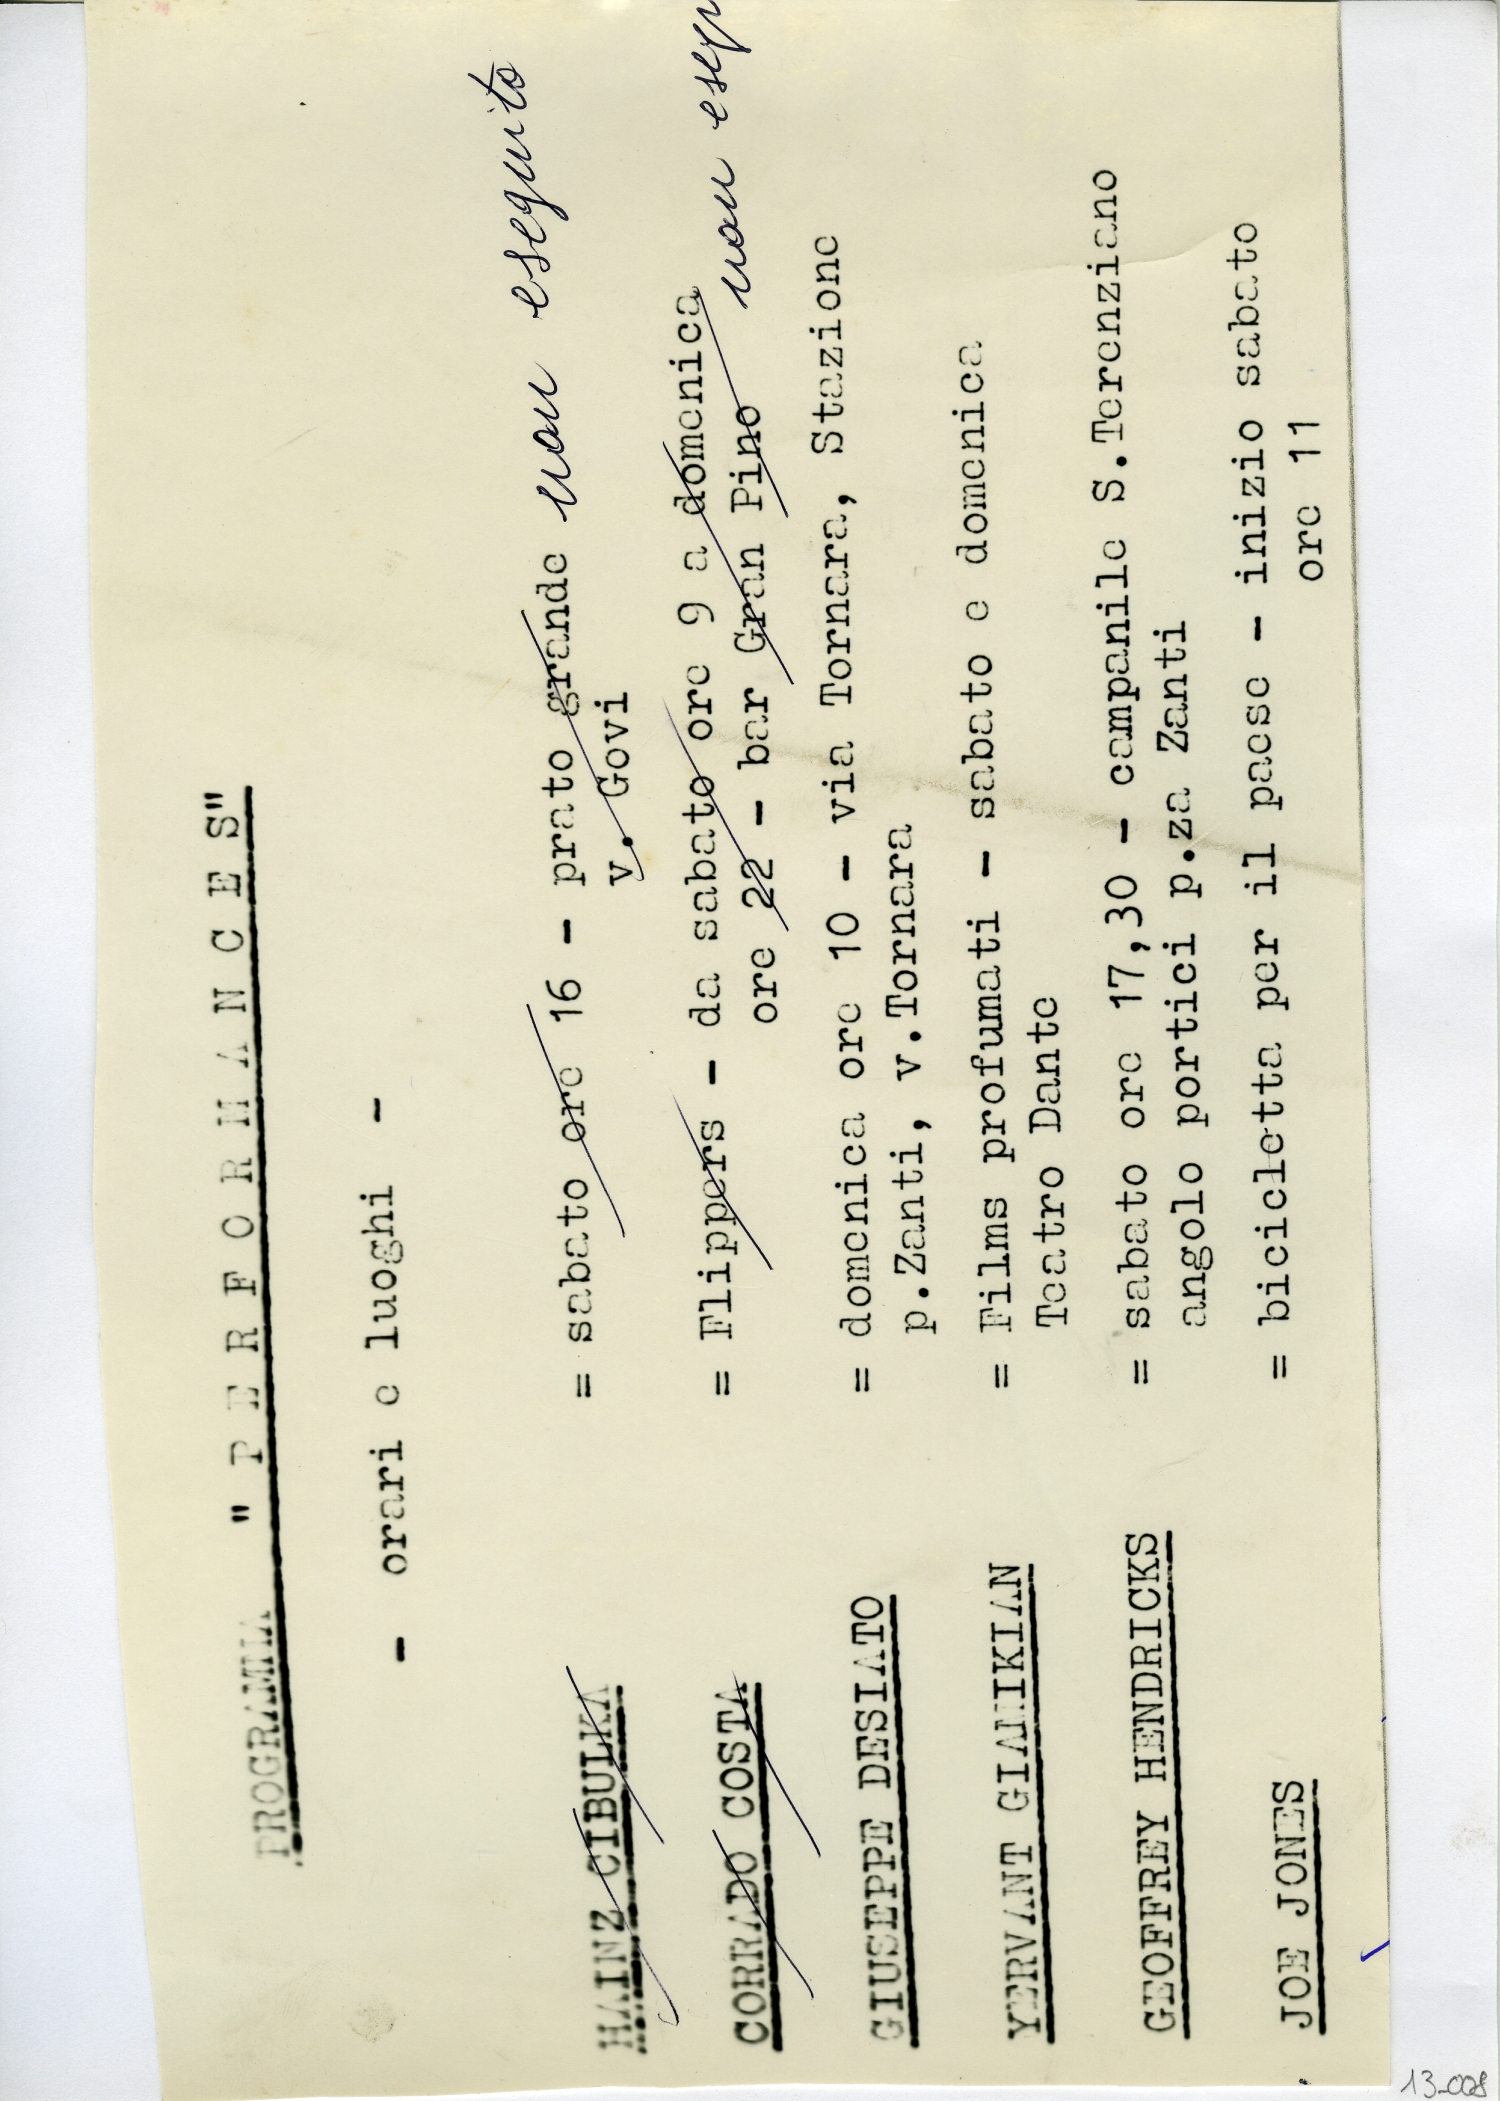 PROGRAMMA "P E R F O R M A N C E S"
- orari e luoghi -
HAINZ CIBULKA = sabato ore 16 - prato grande non eseguito
v. Govi
CORRADO COSTA = Flippers - da sabato ore 9 a domenica
ore 22 - bar Gran Pino non eseg
GIUSEPPE DESIATO = domenica ore 10 - via Tornara, Stazione
p.Zanti, v.Tornara
YERVANT GIANIKIAN = Films profumati - sabato e domenica
Teatro Dante
GEOFFREY HENDRICKS = sabato ore 17,30 - campanile S.Terenziano
angolo portici p.za Zanti
JOE JONES = bicicletta per il paese - inizio sabato
ore 11
13-008